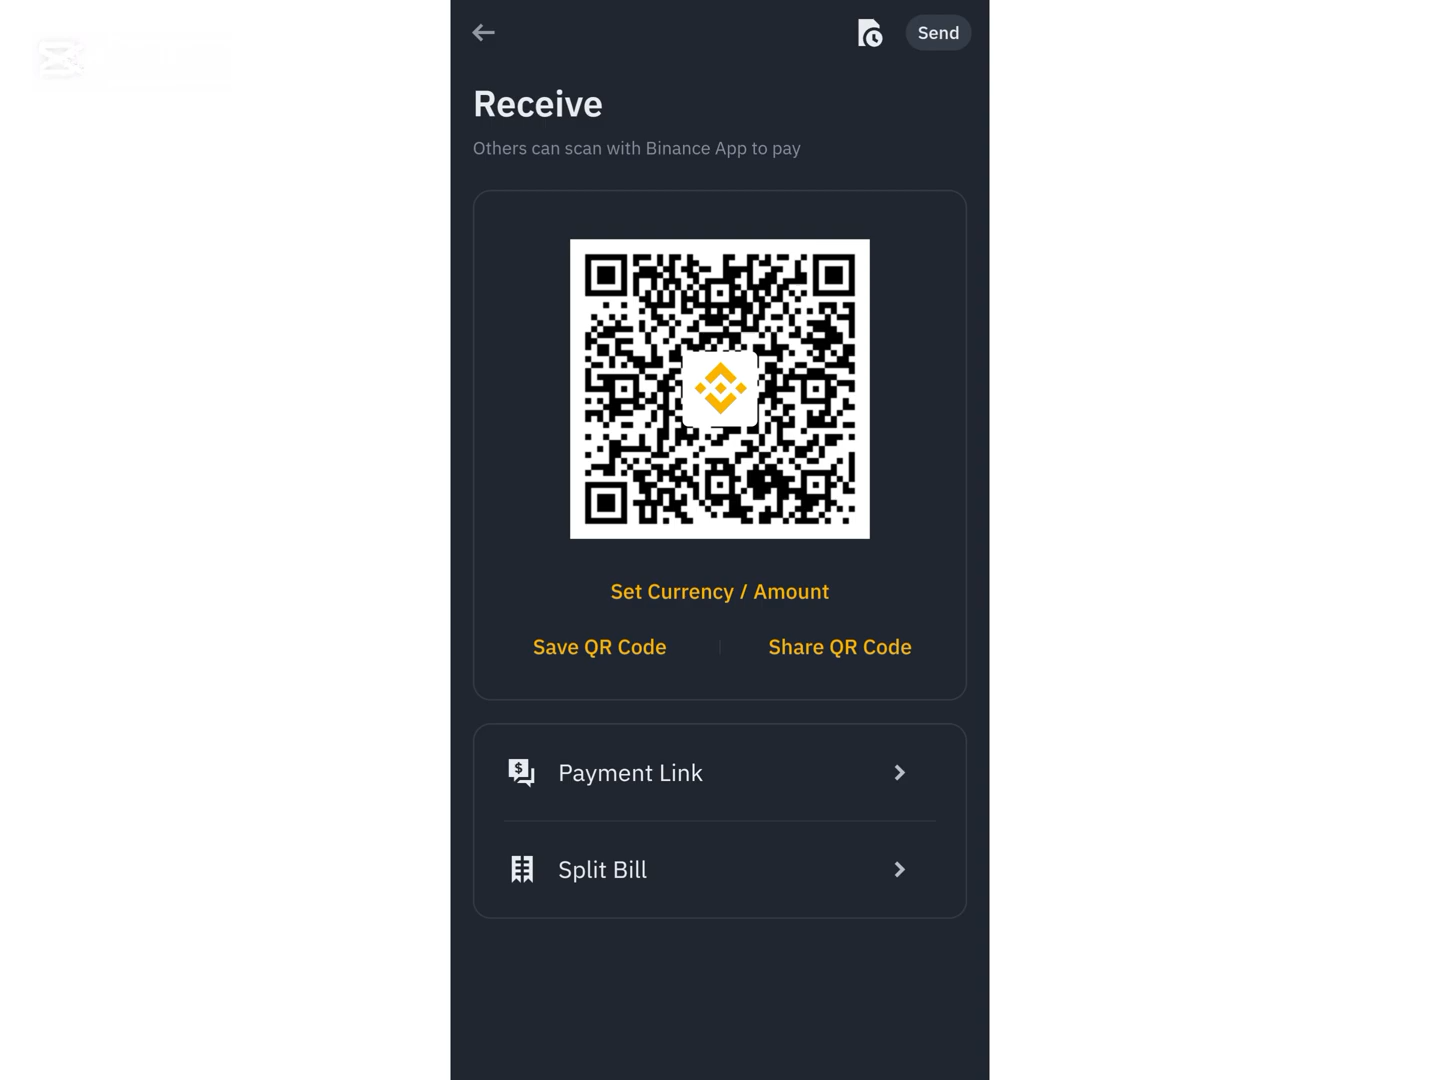 Send
Receive
Others can scan with Binance App to pay
Set Currency / Amount
Save QR Code
Share QR Code
Payment Link
Split Bill